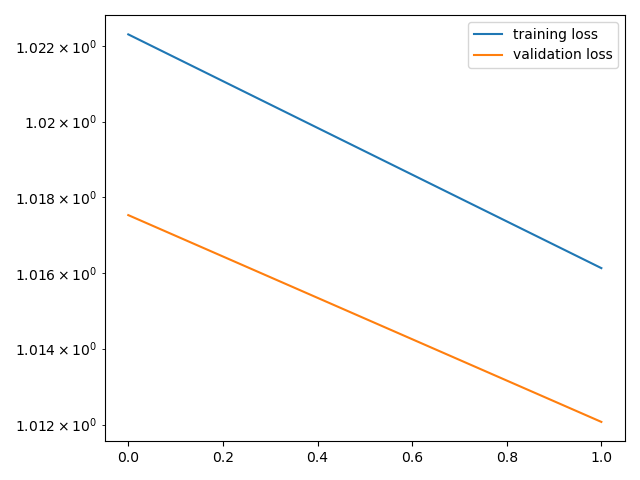 training loss
validation loss
1.022 × 10⁰
1.02 × 10⁰
1.018 × 10⁰
1.016 × 10⁰
1.014 × 10⁰
1.012 × 10⁰
0.0 0.2 0.4 0.6 0.8 1.0